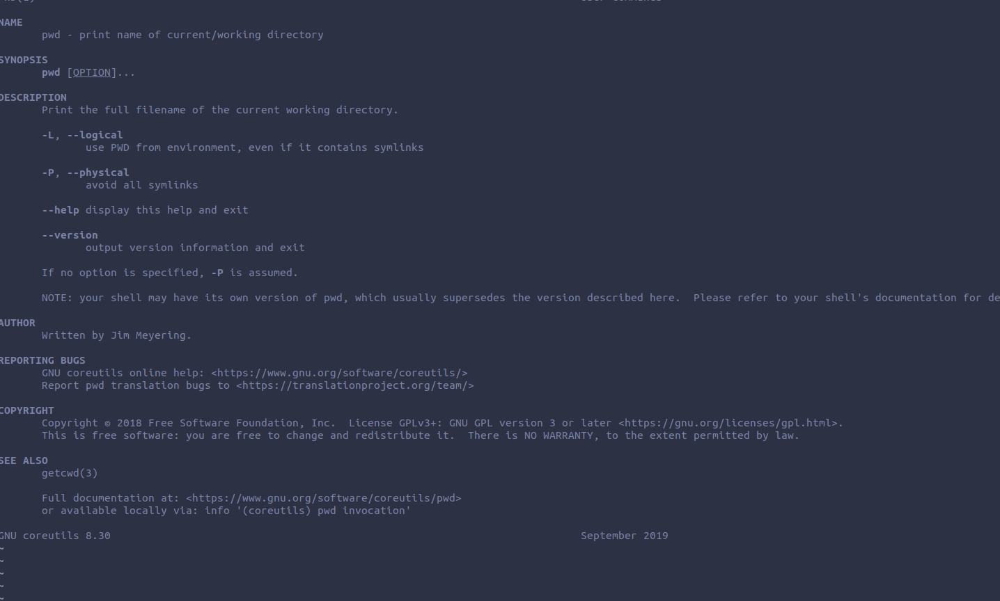 NAME
pwd - print name of current/working directory
SYNOPSIS
pwd [OPTION]...
DESCRIPTION
Print the full filename of the current working directory.
-L, --logical
use PWD from environment, even if it contains symlinks
-P, --physical
avoid all symlinks
--help display this help and exit
--version
output version information and exit
If no option is specified, -P is assumed.
NOTE: your shell may have its own version of pwd, which usually supersedes the version described here.  Please refer to your shell's documentation for de
AUTHOR
Written by Jim Meyering.
REPORTING BUGS
GNU coreutils online help: <https://www.gnu.org/software/coreutils/>
Report pwd translation bugs to <https://translationproject.org/team/>
COPYRIGHT
Copyright © 2018 Free Software Foundation, Inc.  License GPLv3+: GNU GPL version 3 or later <https://gnu.org/licenses/gpl.html>.
This is free software: you are free to change and redistribute it.  There is NO WARRANTY, to the extent permitted by law.
SEE ALSO
getcwd(3)
Full documentation at: <https://www.gnu.org/software/coreutils/pwd>
or available locally via: info '(coreutils) pwd invocation'
GNU coreutils 8.30 September 2019
~
~
~
~
~